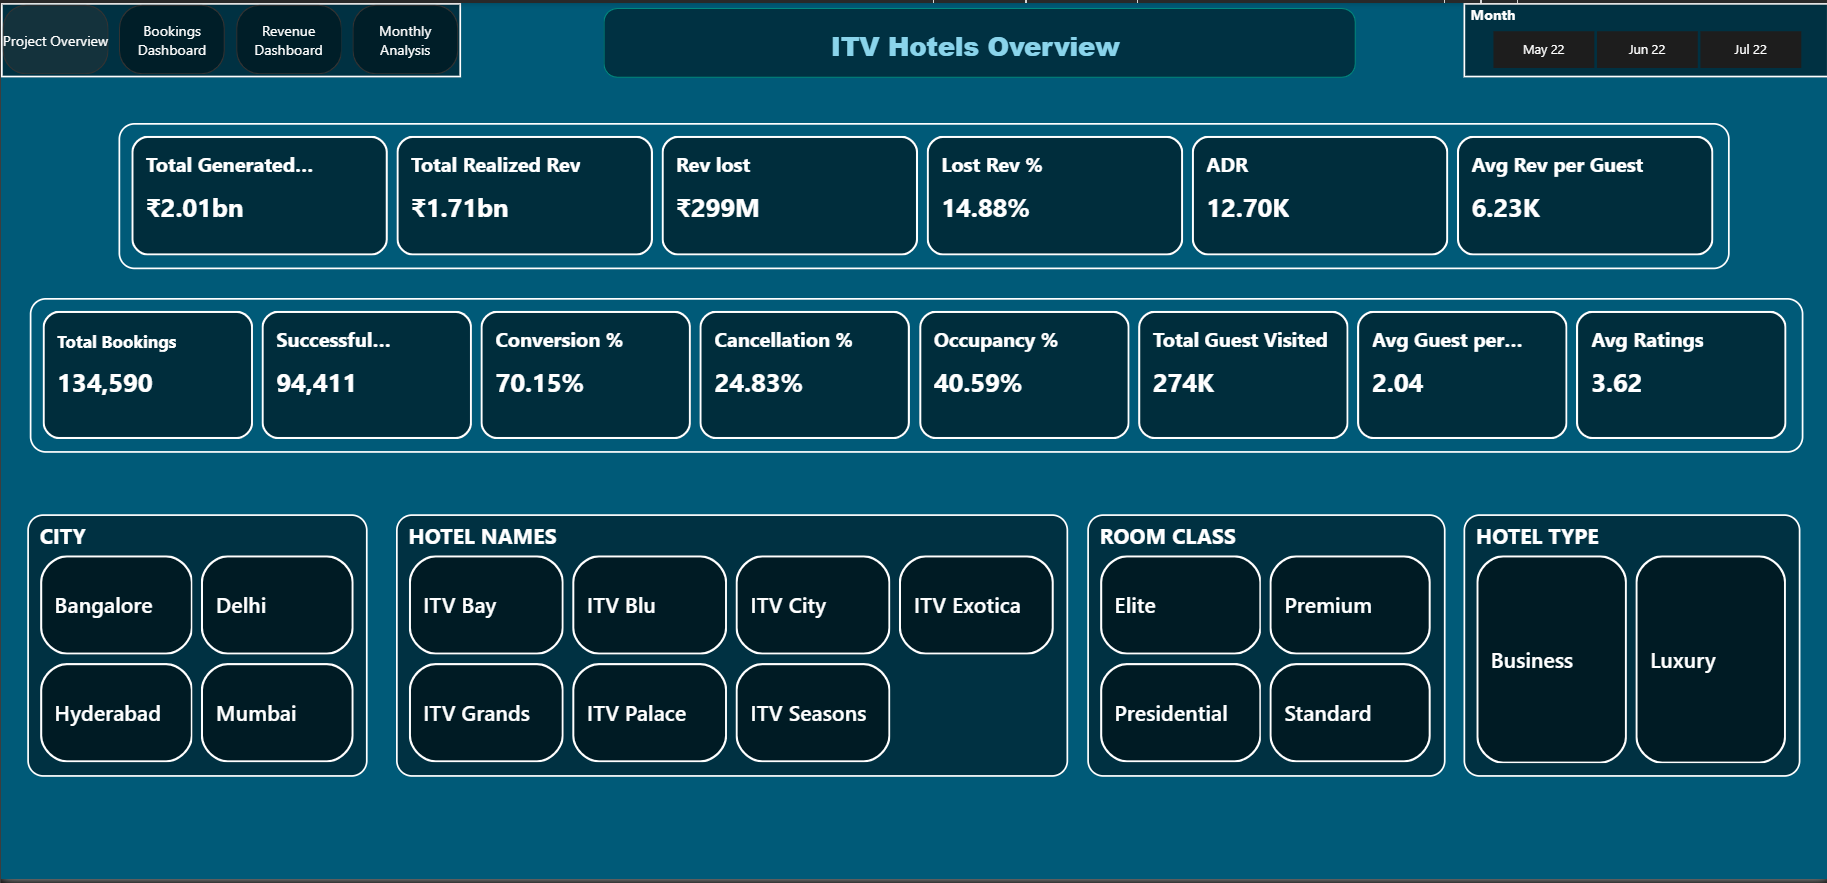 Project Overview
Bookings
Dashboard
Revenue
Dashboard
Monthly
Analysis
ITV Hotels Overview
Month
May 22
Jun 22
Jul 22
Total Generated...
₹2.01bn
Total Realized Rev
₹1.71bn
Rev lost
₹299M
Lost Rev %
14.88%
ADR
12.70K
Avg Rev per Guest
6.23K
Total Bookings
134,590
Successful...
94,411
Conversion %
70.15%
Cancellation %
24.83%
Occupancy %
40.59%
Total Guest Visited
274K
Avg Guest per...
2.04
Avg Ratings
3.62
CITY
Bangalore
Delhi
Hyderabad
Mumbai
HOTEL NAMES
ITV Bay
ITV Blu
ITV City
ITV Exotica
ITV Grands
ITV Palace
ITV Seasons
ROOM CLASS
Elite
Premium
Presidential
Standard
HOTEL TYPE
Business
Luxury